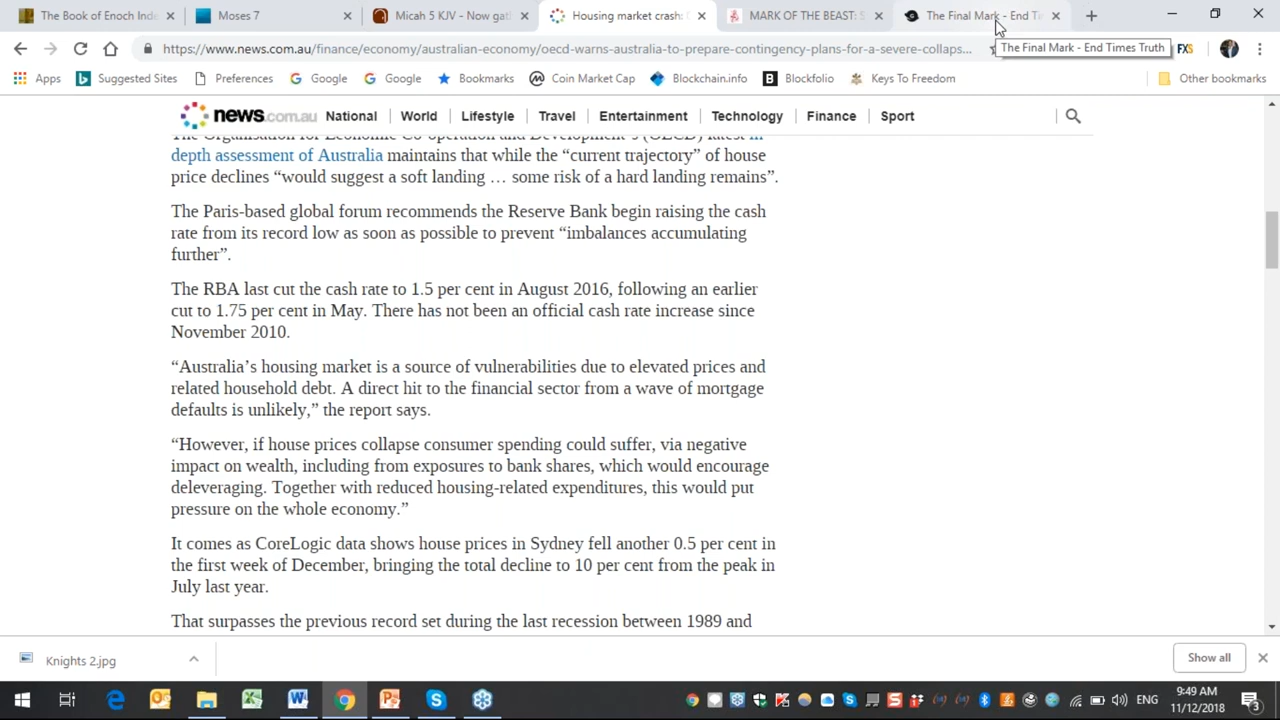 The Book of Enoch Inde
Moses 7
Micah 5 KJV - Now gat
Housing market crash: O
MARK OF THE BEAST: S
The Final Mark - End Ti
https://www.news.com.au/finance/economy/australian-economy/oecd-warns-australia-to-prepare-contingency-plans-for-a-severe-collaps...
The Final Mark - End Times Truth
FXS
Apps
Suggested Sites
Preferences
Google
Google
Bookmarks
Coin Market Cap
Blockchain.info
Blockfolio
Keys To Freedom
Other bookmarks
news.com.au
National
World
Lifestyle
Travel
Entertainment
Technology
Finance
Sport
The Organisation for Economic Co-operation and Development's (OECD) latest in-
depth assessment of Australia maintains that while the “current trajectory” of house
price declines “would suggest a soft landing … some risk of a hard landing remains”.
The Paris-based global forum recommends the Reserve Bank begin raising the cash
rate from its record low as soon as possible to prevent “imbalances accumulating
further”.
The RBA last cut the cash rate to 1.5 per cent in August 2016, following an earlier
cut to 1.75 per cent in May. There has not been an official cash rate increase since
November 2010.
“Australia’s housing market is a source of vulnerabilities due to elevated prices and
related household debt. A direct hit to the financial sector from a wave of mortgage
defaults is unlikely,” the report says.
“However, if house prices collapse consumer spending could suffer, via negative
impact on wealth, including from exposures to bank shares, which would encourage
deleveraging. Together with reduced housing-related expenditures, this would put
pressure on the whole economy.”
It comes as CoreLogic data shows house prices in Sydney fell another 0.5 per cent in
the first week of December, bringing the total decline to 10 per cent from the peak in
July last year.
That surpasses the previous record set during the last recession between 1989 and
Knights 2.jpg
Show all
ENG
9:49 AM
11/12/2018
3